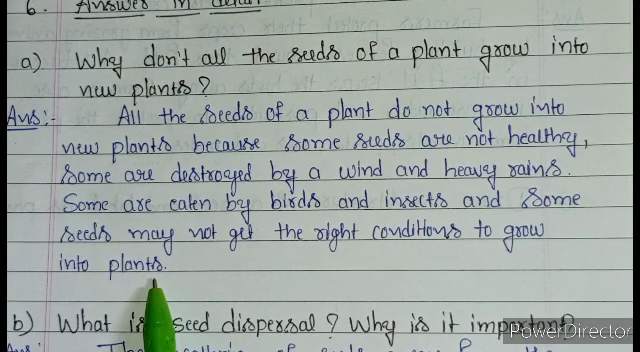 6. Answer in detail
a) Why don't all the seeds of a plant grow into
new plants?
Ans:- All the seeds of a plant do not grow into
new plants because some seeds are not healthy,
some are destroyed by a wind and heavy rains.
Some are eaten by birds and insects and some
seeds may not get the right conditions to grow
into plants.
b) What is seed dispersal? Why is it important?
PowerDirector
Ans: